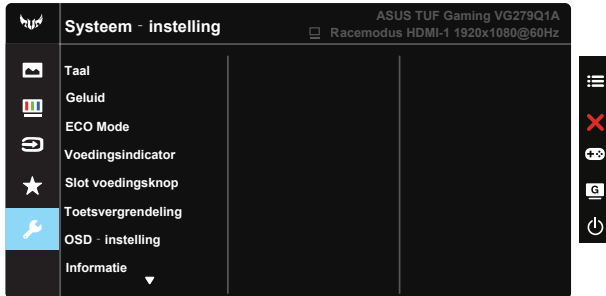 Systeem - instelling
ASUS TUF Gaming VG279Q1A
Racemodus HDMI-1 1920x1080@60Hz
Taal
Geluid
ECO Mode
Voedingsindicator
Slot voedingsknop
Toetsvergrendeling
OSD - instelling
Informatie
G